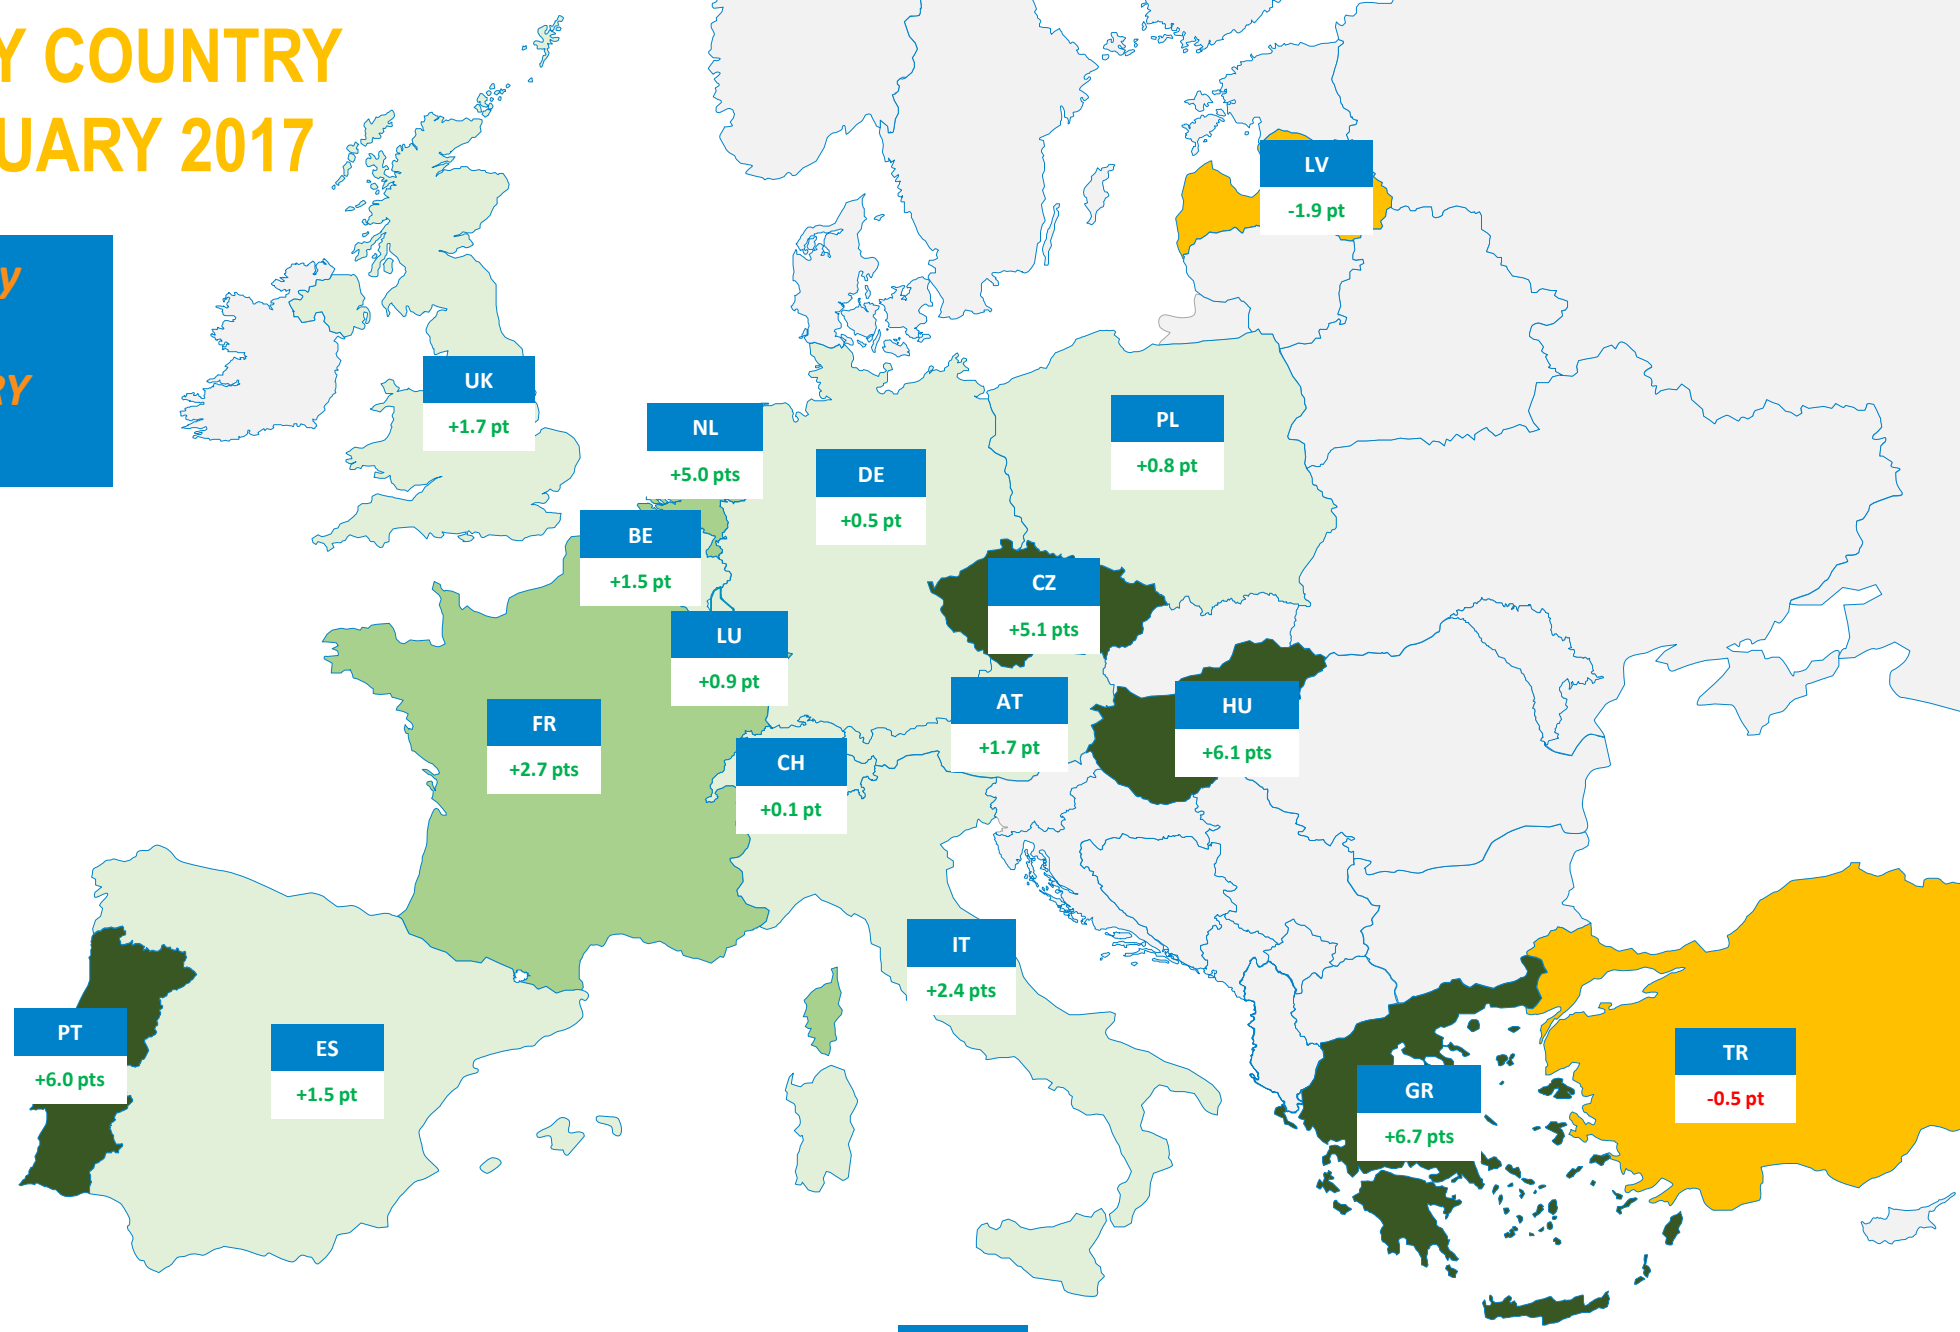 Y COUNTRY
UARY 2017
y
RY
LV
-1.9 pt
UK
+1.7 pt
NL
+5.0 pts
PL
+0.8 pt
DE
+0.5 pt
BE
+1.5 pt
CZ
+5.1 pts
LU
+0.9 pt
AT
+1.7 pt
HU
+6.1 pts
FR
+2.7 pts
CH
+0.1 pt
IT
+2.4 pts
PT
+6.0 pts
ES
+1.5 pt
TR
-0.5 pt
GR
+6.7 pts